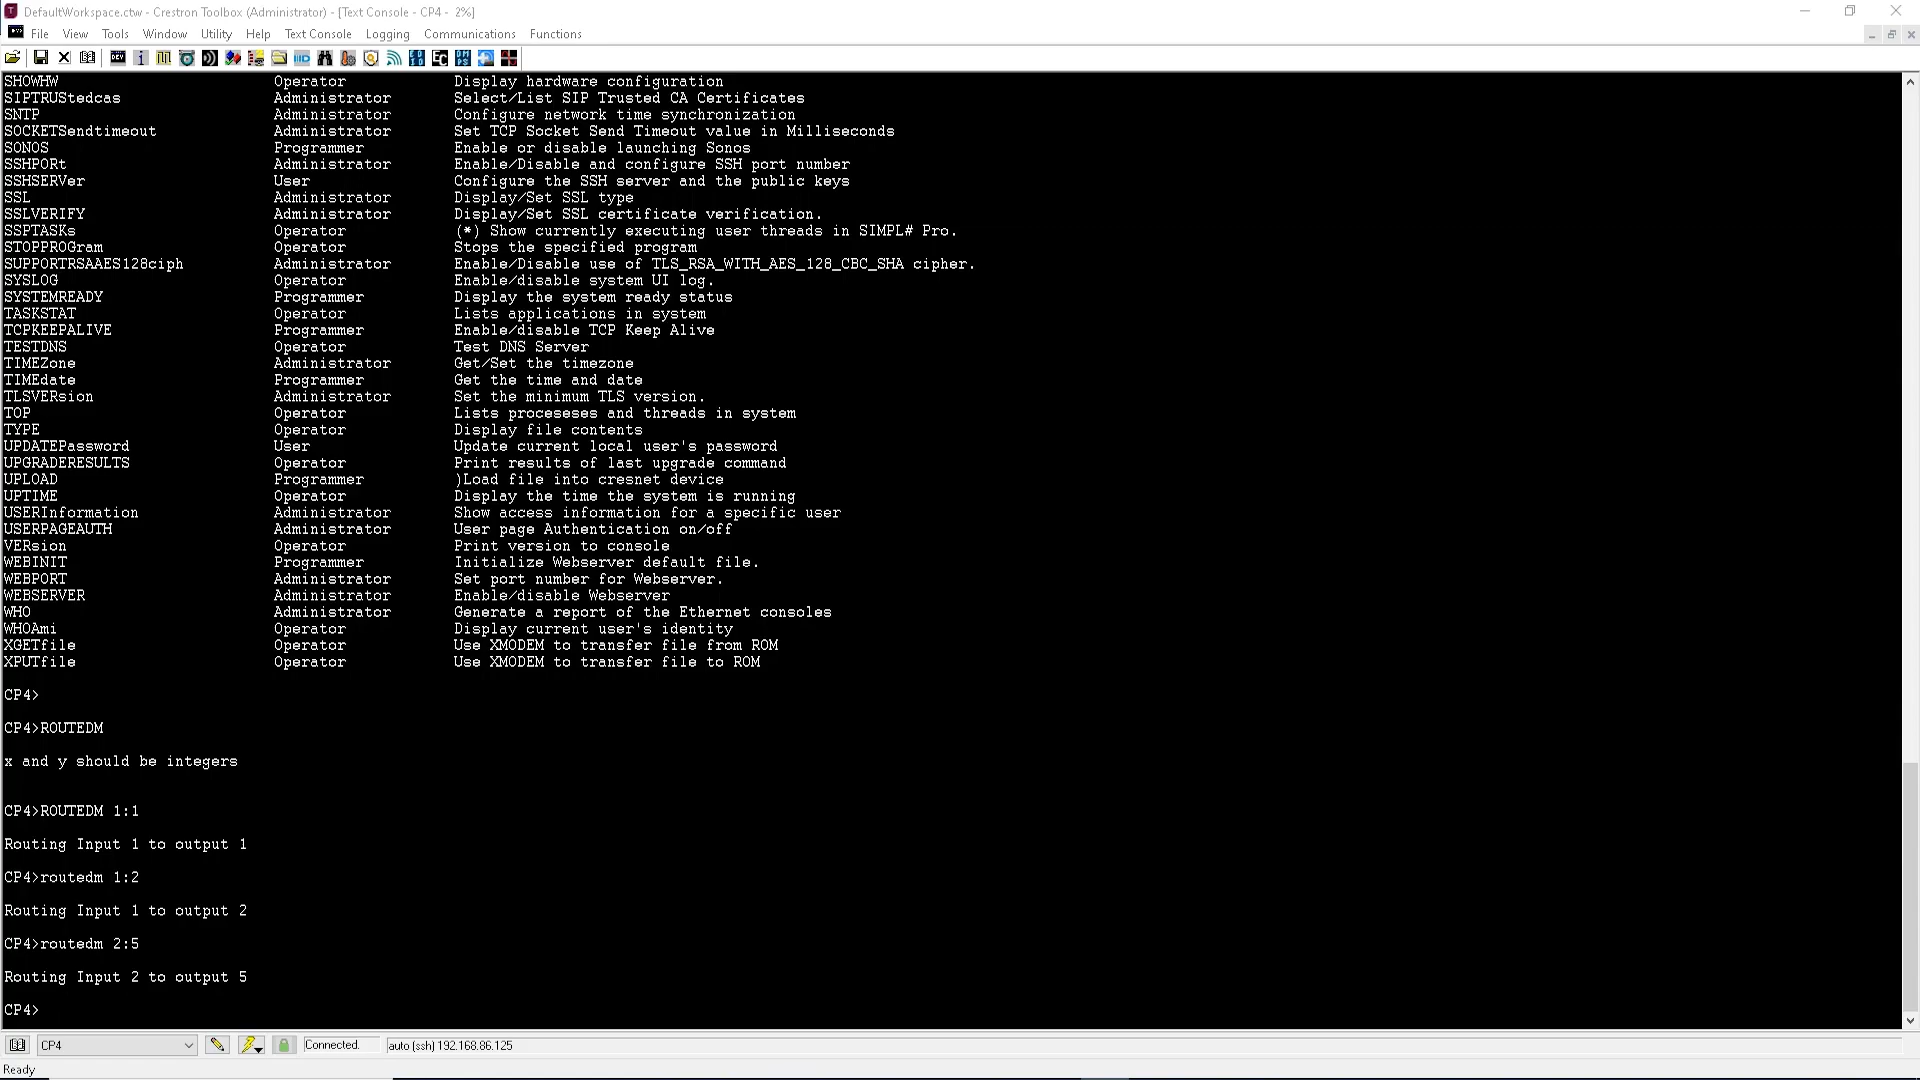 DefaultWorkspace.ctw - Crestron Toolbox (Administrator) - [Text Console - CP4 - 2%]
File View Tools Window Utility Help Text Console Logging Communications Functions
SHOWHW Operator Display hardware configuration
SIPTRUStedcas Administrator Select/List SIP Trusted CA Certificates
SNTP Administrator Configure network time synchronization
SOCKETSendtimeout Administrator Set TCP Socket Send Timeout value in Milliseconds
SONOS Programmer Enable or disable launching Sonos
SSHPORt Administrator Enable/Disable and configure SSH port number
SSHSERVer User Configure the SSH server and the public keys
SSL Administrator Display/Set SSL type
SSLVERIFY Administrator Display/Set SSL certificate verification.
SSPTASKs Operator (*) Show currently executing user threads in SIMPL# Pro.
STOPPROGram Operator Stops the specified program
SUPPORTRSAAES128ciph Administrator Enable/Disable use of TLS_RSA_WITH_AES_128_CBC_SHA cipher.
SYSLOG Operator Enable/disable system UI log.
SYSTEMREADY Programmer Display the system ready status
TASKSTAT Operator Lists applications in system
TCPKEEPALIVE Programmer Enable/disable TCP Keep Alive
TESTDNS Operator Test DNS Server
TIMEZone Administrator Get/Set the timezone
TIMEdate Programmer Get the time and date
TLSVERsion Administrator Set the minimum TLS version.
TOP Operator Lists proceseses and threads in system
TYPE Operator Display file contents
UPDATEPassword User Update current local user's password
UPGRADERESULTS Operator Print results of last upgrade command
UPLOAD Programmer )Load file into cresnet device
UPTIME Operator Display the time the system is running
USERInformation Administrator Show access information for a specific user
USERPAGEAUTH Administrator User page Authentication on/off
VERsion Operator Print version to console
WEBINIT Programmer Initialize Webserver default file.
WEBPORT Administrator Set port number for Webserver.
WEBSERVER Administrator Enable/disable Webserver
WHO Administrator Generate a report of the Ethernet consoles
WHOAmi Operator Display current user's identity
XGETfile Operator Use XMODEM to transfer file from ROM
XPUTfile Operator Use XMODEM to transfer file to ROM
CP4>
CP4>ROUTEDM
x and y should be integers
CP4>ROUTEDM 1:1
Routing Input 1 to output 1
CP4>routedm 1:2
Routing Input 1 to output 2
CP4>routedm 2:5
Routing Input 2 to output 5
CP4>
CP4 Connected. auto (ssh) 192.168.86.125
Ready